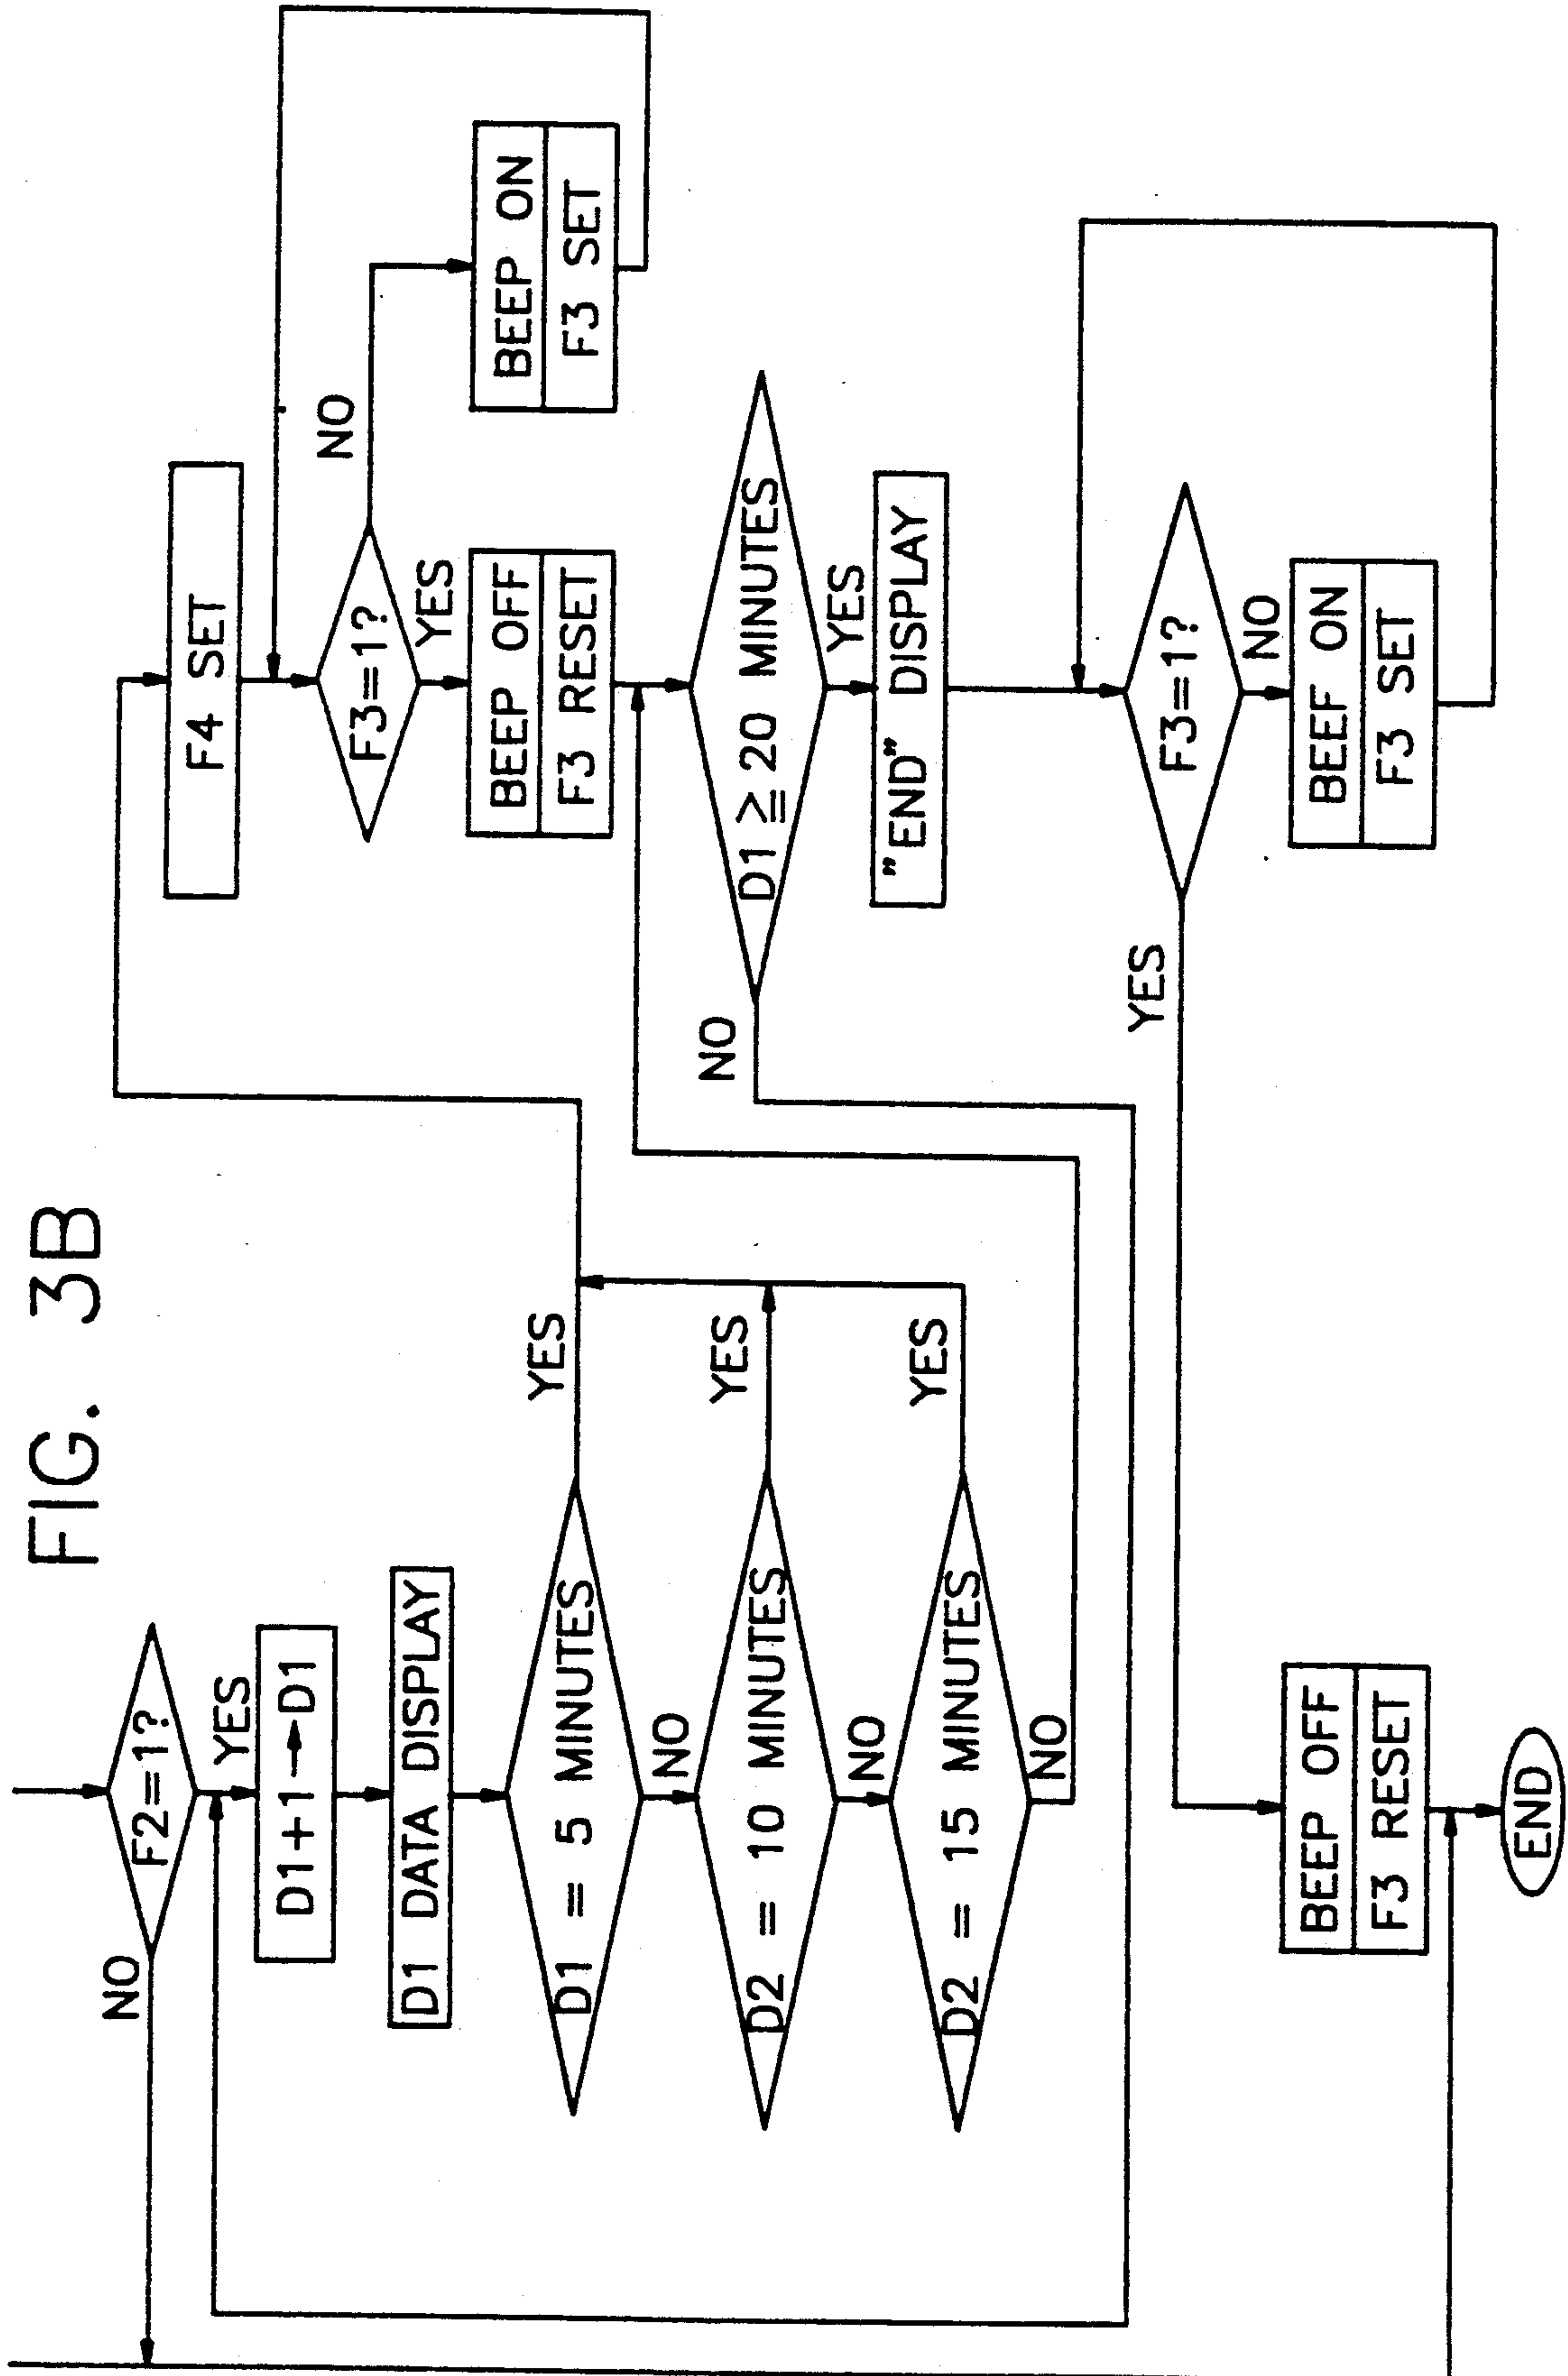 FIG. 3B
F2=1?
NO
YES
D1+1→D1
D1 DATA DISPLAY
D1 = 5 MINUTES
YES
NO
D2 = 10 MINUTES
YES
NO
D2 = 15 MINUTES
YES
NO
F4 SET
F3=1?
NO
BEEP ON
F3 SET
YES
BEEP OFF
F3 RESET
D1 ≧ 20 MINUTES
NO
YES
"END" DISPLAY
F3=1?
YES
NO
BEEF ON
F3 SET
BEEP OFF
F3 RESET
END